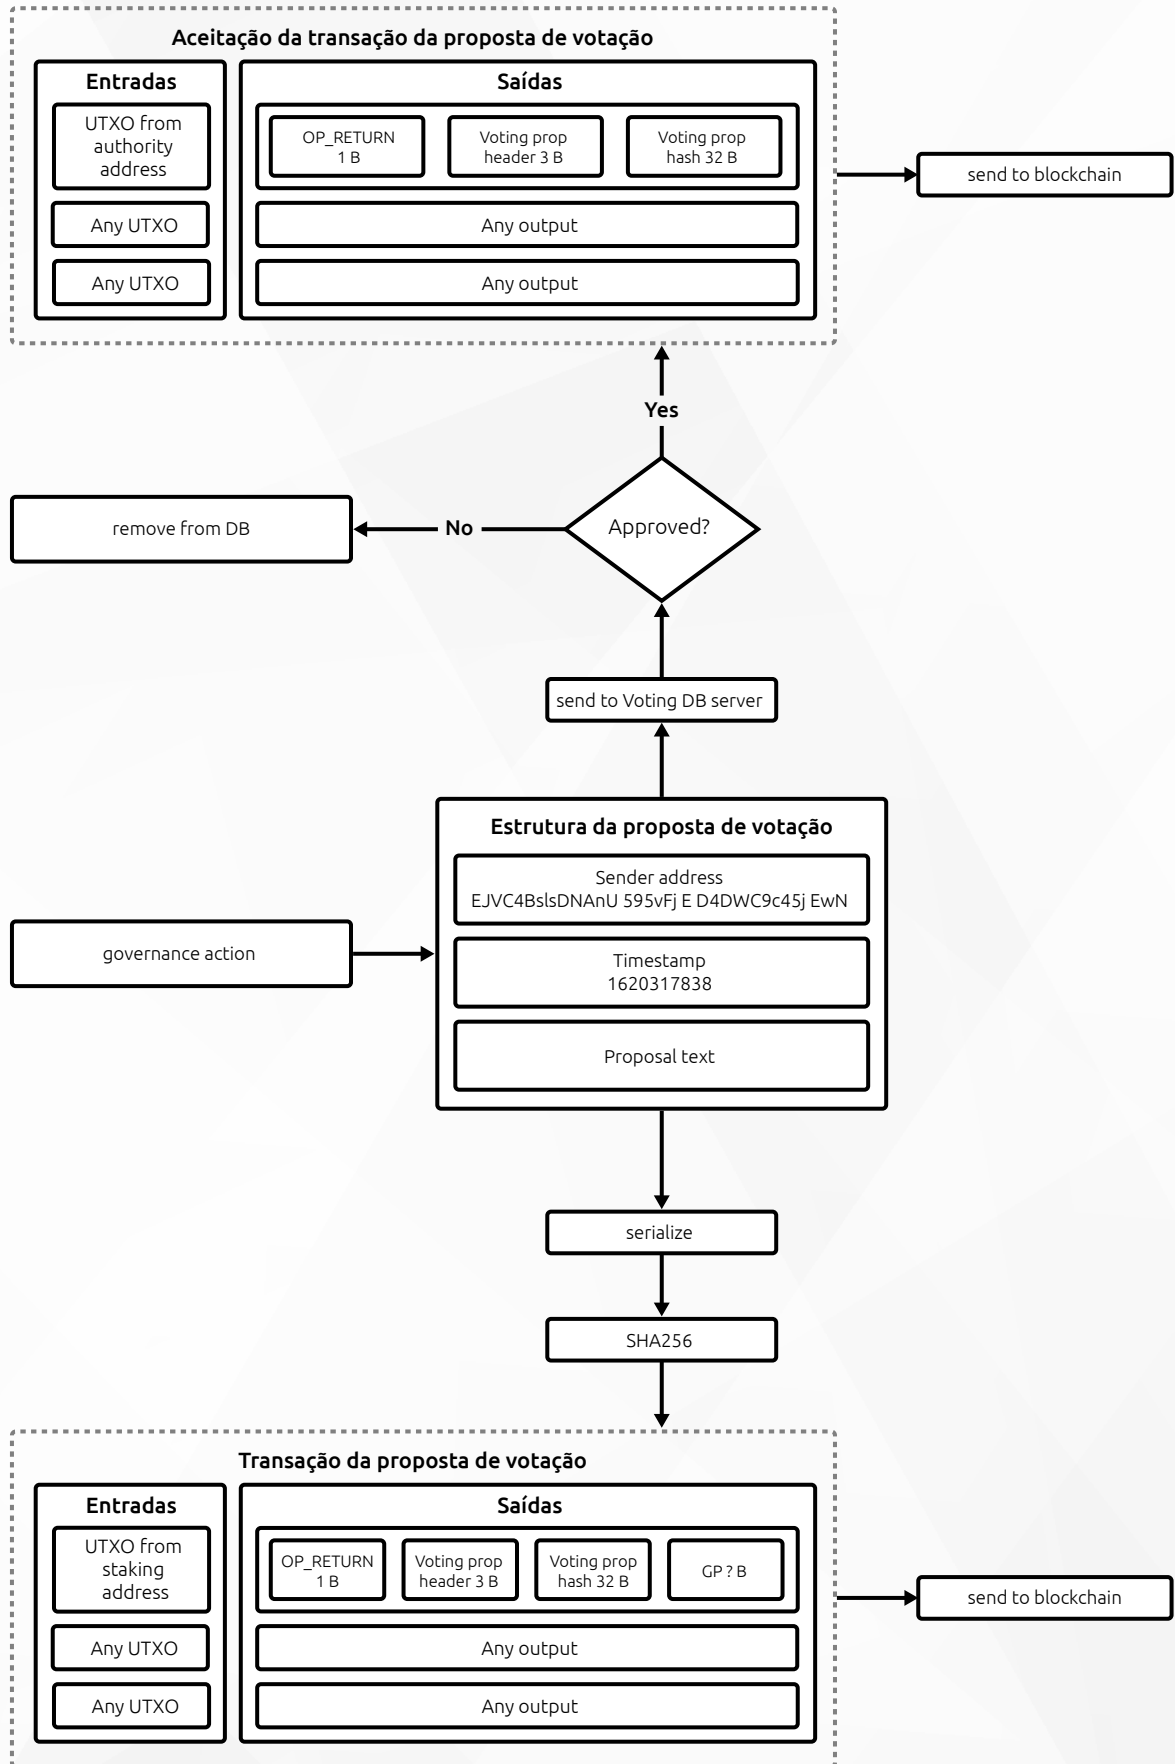 Aceitação da transação da proposta de votação
Entradas
UTXO from
authority
address
Any UTXO
Any UTXO
Saídas
OP_RETURN
1 B
Voting prop
header 3 B
Voting prop
hash 32 B
Any output
Any output
send to blockchain
Yes
Approved?
No
remove from DB
send to Voting DB server
Estrutura da proposta de votação
Sender address
EJVC4BslsDNAnU 595vFj E D4DWC9c45j EwN
Timestamp
1620317838
Proposal text
governance action
serialize
SHA256
Transação da proposta de votação
Entradas
UTXO from
staking
address
Any UTXO
Any UTXO
Saídas
OP_RETURN
1 B
Voting prop
header 3 B
Voting prop
hash 32 B
GP ? B
Any output
Any output
send to blockchain